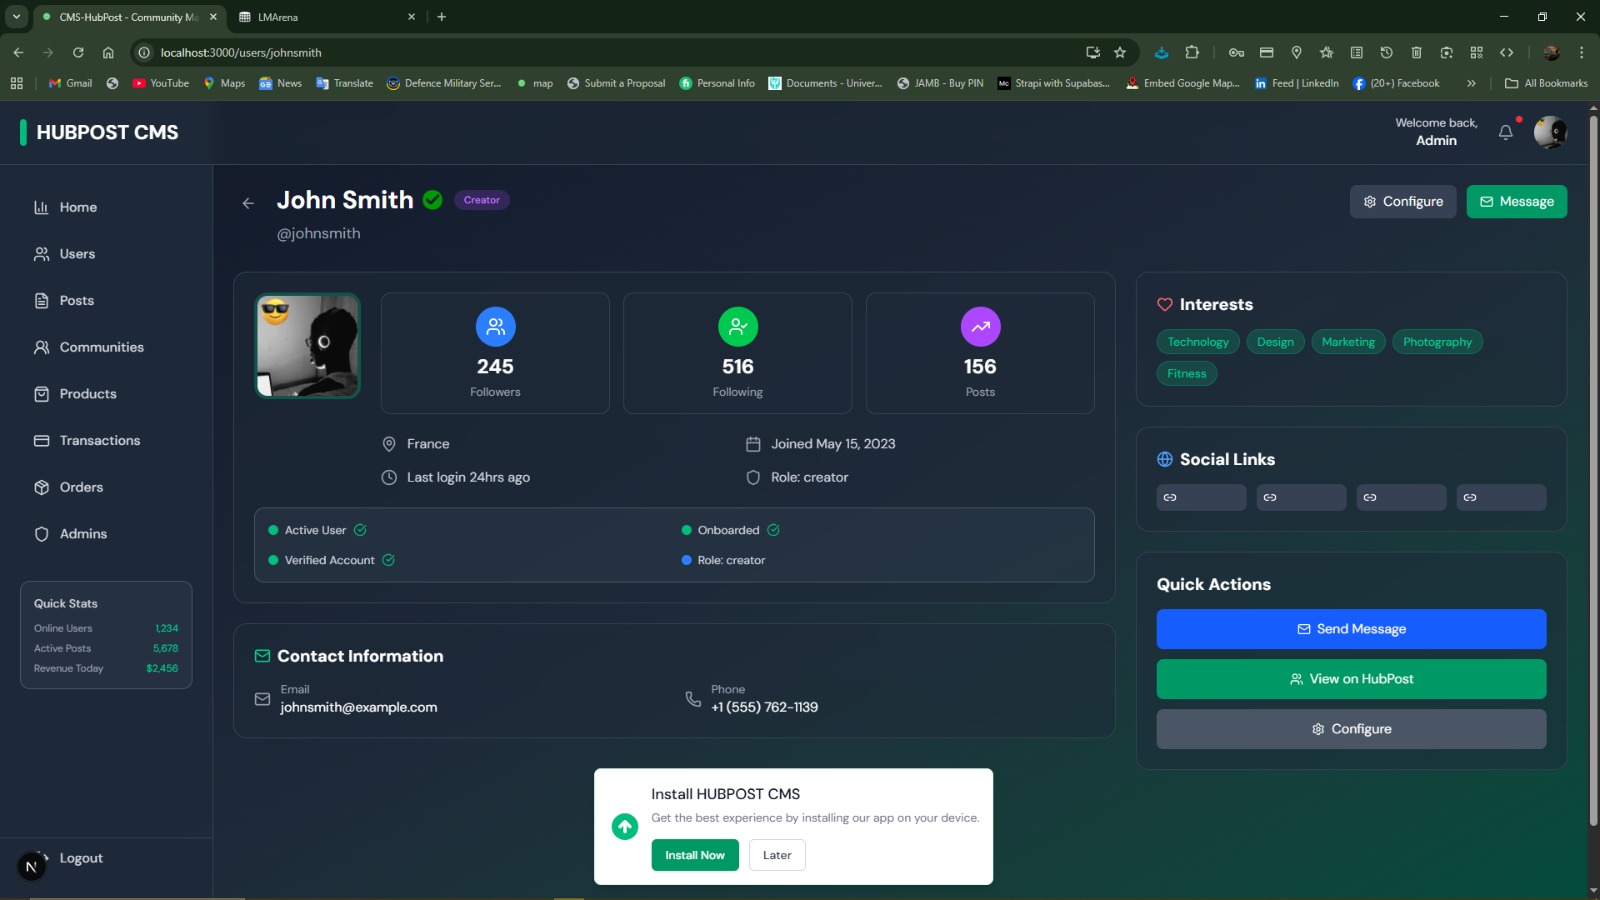 CMS-HubPost - Community Ma
LMArena
localhost:3000/users/johnsmith
Gmail
YouTube
Maps
News
Translate
Defence Military Ser...
map
Submit a Proposal
Personal Info
Documents - Univer...
JAMB - Buy PIN
Strapi with Supabas...
Embed Google Map...
Feed | LinkedIn
(20+) Facebook
All Bookmarks
HUBPOST CMS
Welcome back,
Admin
Home
Users
Posts
Communities
Products
Transactions
Orders
Admins
Quick Stats
Online Users 1,234
Active Posts 5,678
Revenue Today $2,456
Logout
N
John Smith
Creator
@johnsmith
Configure
Message
245
Followers
516
Following
156
Posts
France
Joined May 15, 2023
Last login 24hrs ago
Role: creator
Active User
Onboarded
Verified Account
Role: creator
Contact Information
Email
johnsmith@example.com
Phone
+1 (555) 762-1139
Interests
Technology
Design
Marketing
Photography
Fitness
Social Links
Quick Actions
Send Message
View on HubPost
Configure
Install HUBPOST CMS
Get the best experience by installing our app on your device.
Install Now
Later